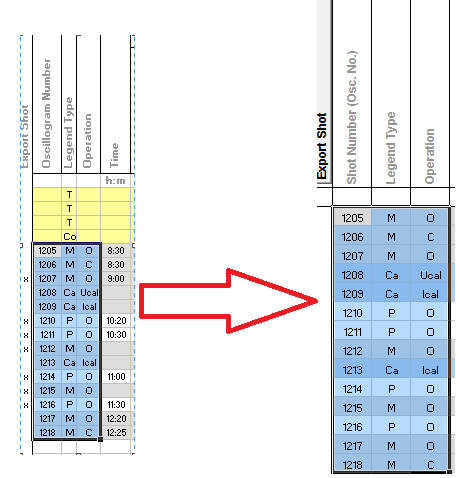 Export Shot
Oscillogram Number
Legend Type
Operation
Time
h:m
T
T
T
Co
1205 M O 8:30
1206 M C 8:30
x 1207 M O 9:00
1208 Ca Ucal
1209 Ca Ical
x 1210 P O 10:20
x 1211 P O 10:30
x 1212 M O
1213 Ca Ical
x 1214 P O 11:00
x 1215 M O
x 1216 P O 11:30
1217 M O 12:20
1218 M C 12:25
Export Shot
Shot Number (Osc. No.)
Legend Type
Operation
1205 M O
1206 M C
1207 M O
1208 Ca Ucal
1209 Ca Ical
1210 P O
1211 P O
1212 M O
1213 Ca Ical
1214 P O
1215 M O
1216 P O
1217 M O
1218 M C